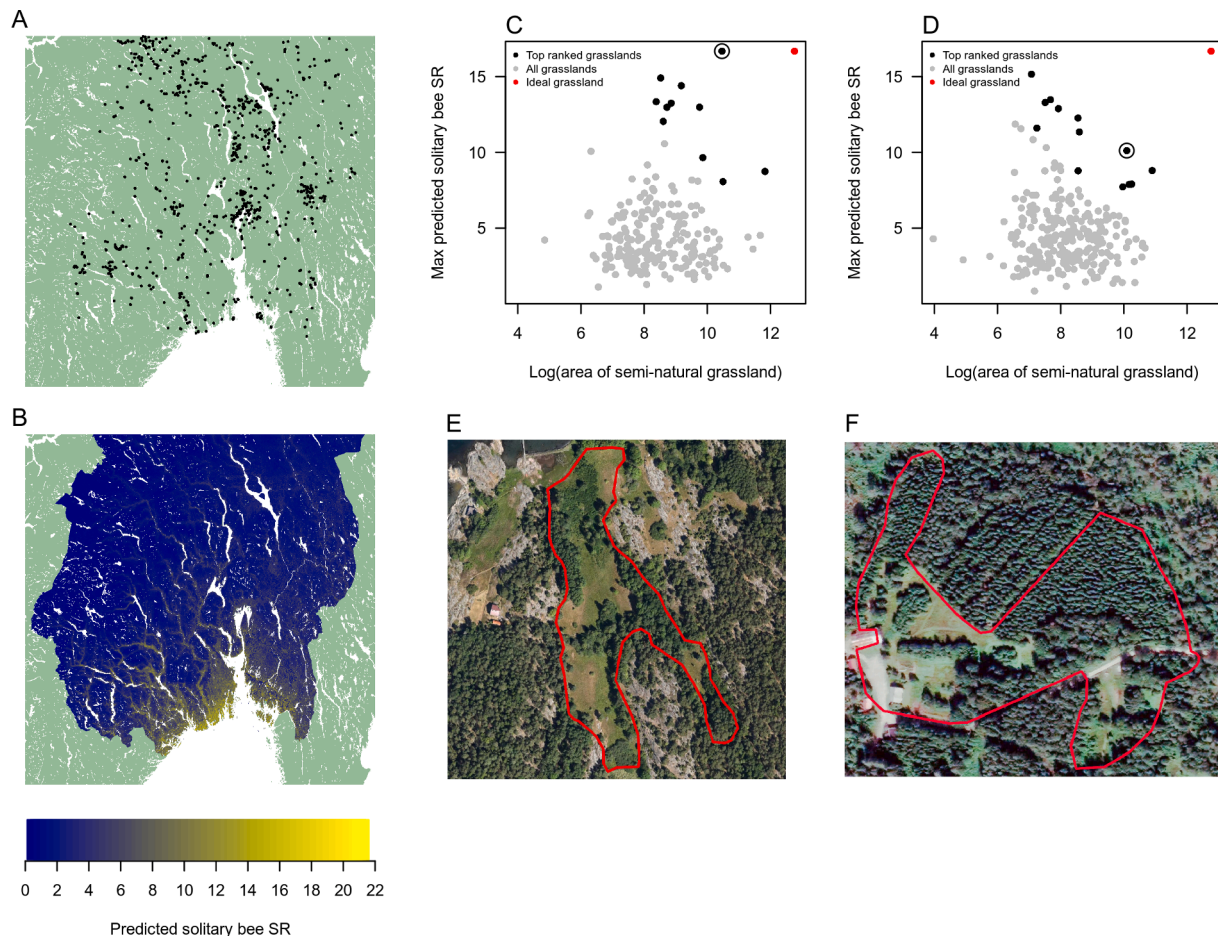 A
B
0 2 4 6 8 10 12 14 16 18 20 22
Predicted solitary bee SR
C
Max predicted solitary bee SR
15
10
5
Top ranked grasslands
All grasslands
Ideal grassland
4 6 8 10 12
Log(area of semi-natural grassland)
D
Max predicted solitary bee SR
15
10
5
Top ranked grasslands
All grasslands
Ideal grassland
4 6 8 10 12
Log(area of semi-natural grassland)
E
F